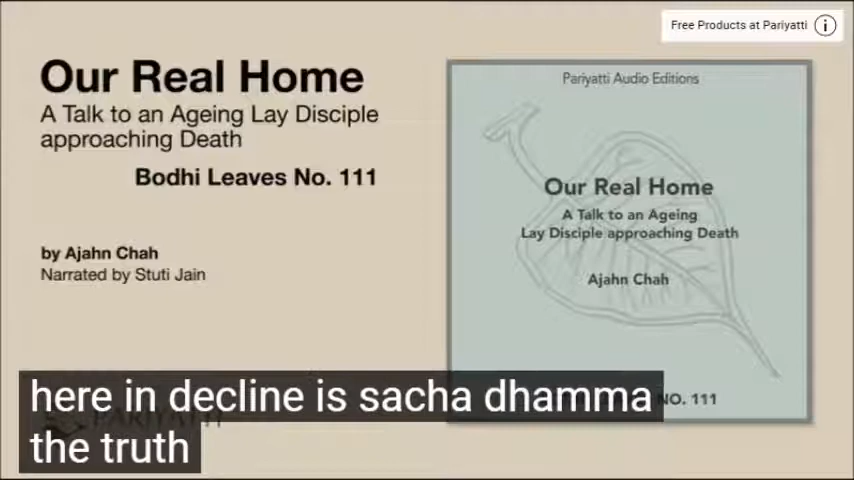 Free Products at Pariyatti
Our Real Home
A Talk to an Ageing Lay Disciple
approaching Death
Bodhi Leaves No. 111
by Ajahn Chah
Narrated by Stuti Jain
Pariyatti Audio Editions
Our Real Home
A Talk to an Ageing
Lay Disciple approaching Death
Ajahn Chah
NO. 111
PARIYATTI
here in decline is sacha dhamma
the truth